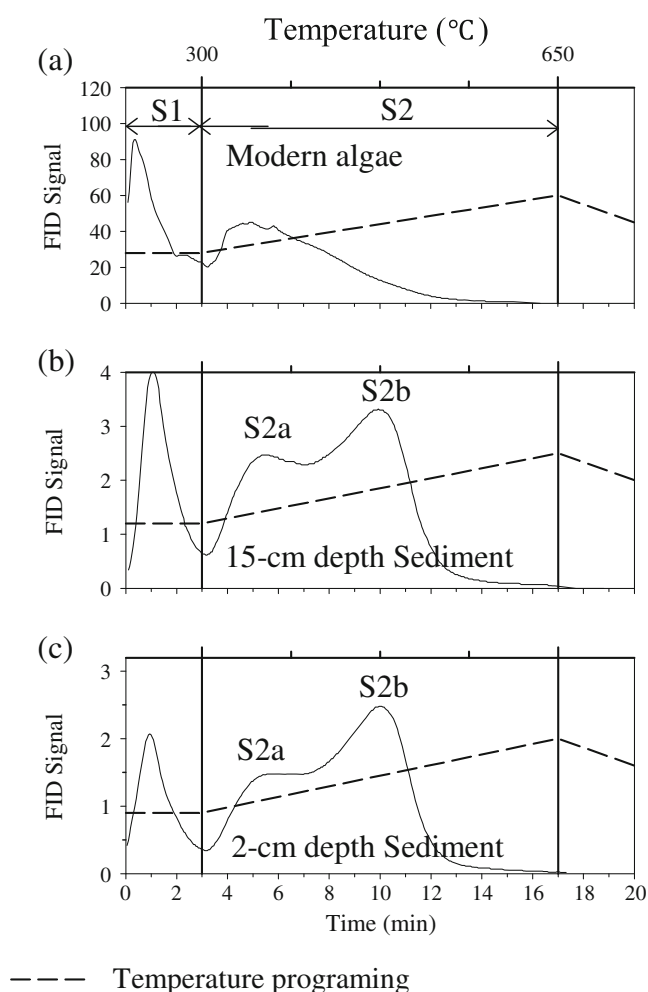 Temperature (℃)
300 650
(a)
120
100
80
60
40
20
0
FID Signal
S1
S2
Modern algae
(b)
4
3
2
1
0
FID Signal
S2a
S2b
15-cm depth Sediment
(c)
3
2
1
0
FID Signal
S2a
S2b
2-cm depth Sediment
0 2 4 6 8 10 12 14 16 18 20
Time (min)
Temperature programing